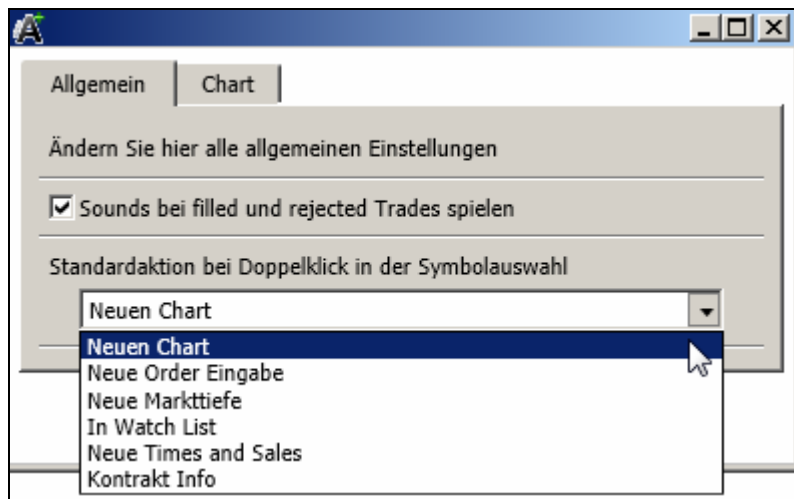 Allgemein
Chart
Ändern Sie hier alle allgemeinen Einstellungen
Sounds bei filled und rejected Trades spielen
Standardaktion bei Doppelklick in der Symbolauswahl
Neuen Chart
Neuen Chart
Neue Order Eingabe
Neue Markttiefe
In Watch List
Neue Times and Sales
Kontrakt Info